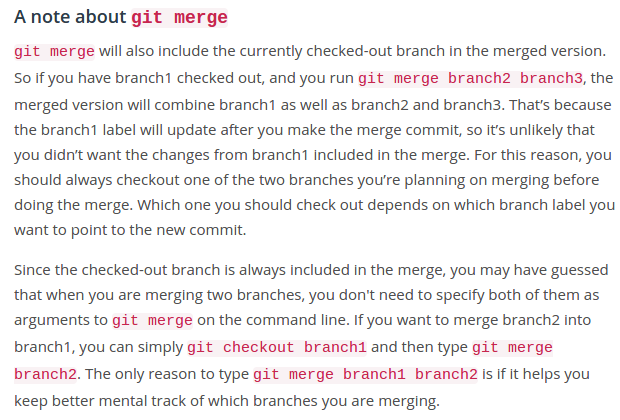 A note about git merge
git merge will also include the currently checked-out branch in the merged version.
So if you have branch1 checked out, and you run git merge branch2 branch3, the
merged version will combine branch1 as well as branch2 and branch3. That’s because
the branch1 label will update after you make the merge commit, so it’s unlikely that
you didn’t want the changes from branch1 included in the merge. For this reason, you
should always checkout one of the two branches you’re planning on merging before
doing the merge. Which one you should check out depends on which branch label you
want to point to the new commit.
Since the checked-out branch is always included in the merge, you may have guessed
that when you are merging two branches, you don't need to specify both of them as
arguments to git merge on the command line. If you want to merge branch2 into
branch1, you can simply git checkout branch1 and then type git merge
branch2. The only reason to type git merge branch1 branch2 is if it helps you
keep better mental track of which branches you are merging.